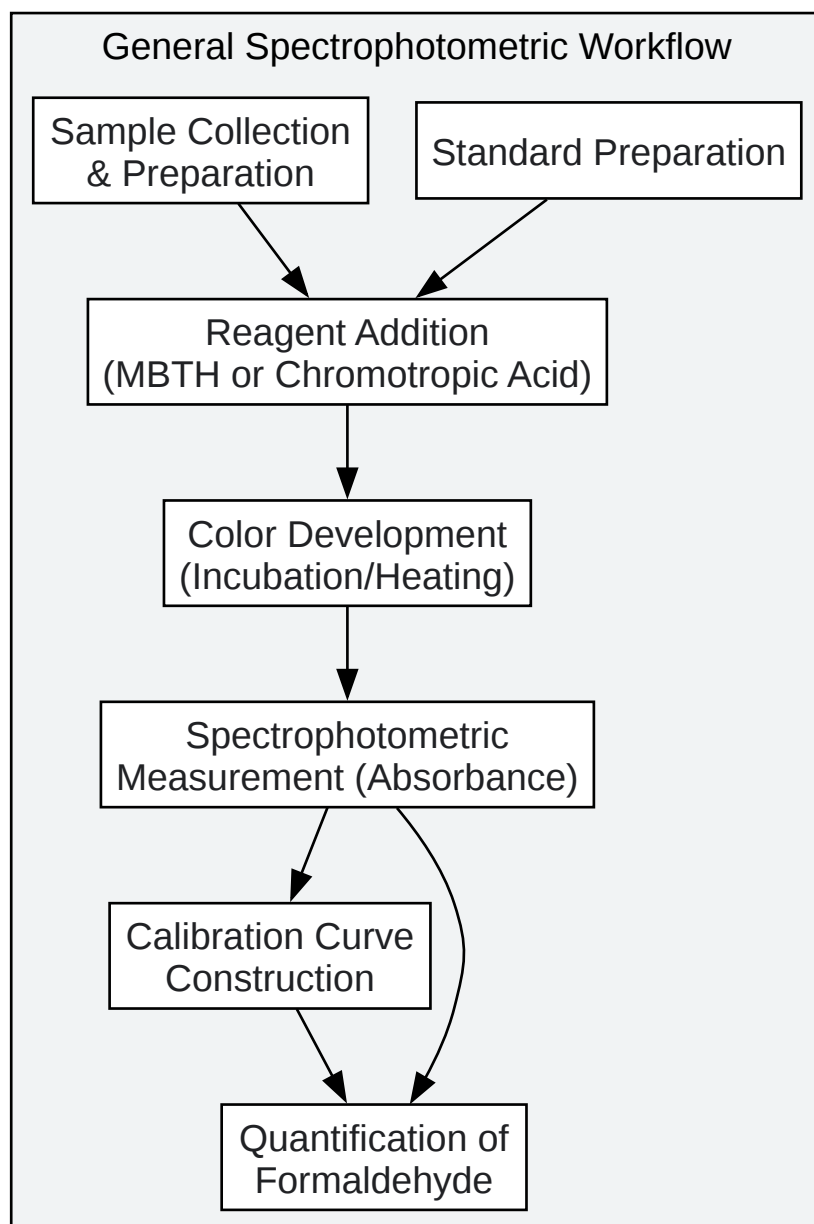 General Spectrophotometric Workflow
Sample Collection
& Preparation
Standard Preparation
Reagent Addition
(MBTH or Chromotropic Acid)
Color Development
(Incubation/Heating)
Spectrophotometric
Measurement (Absorbance)
Calibration Curve
Construction
Quantification of
Formaldehyde